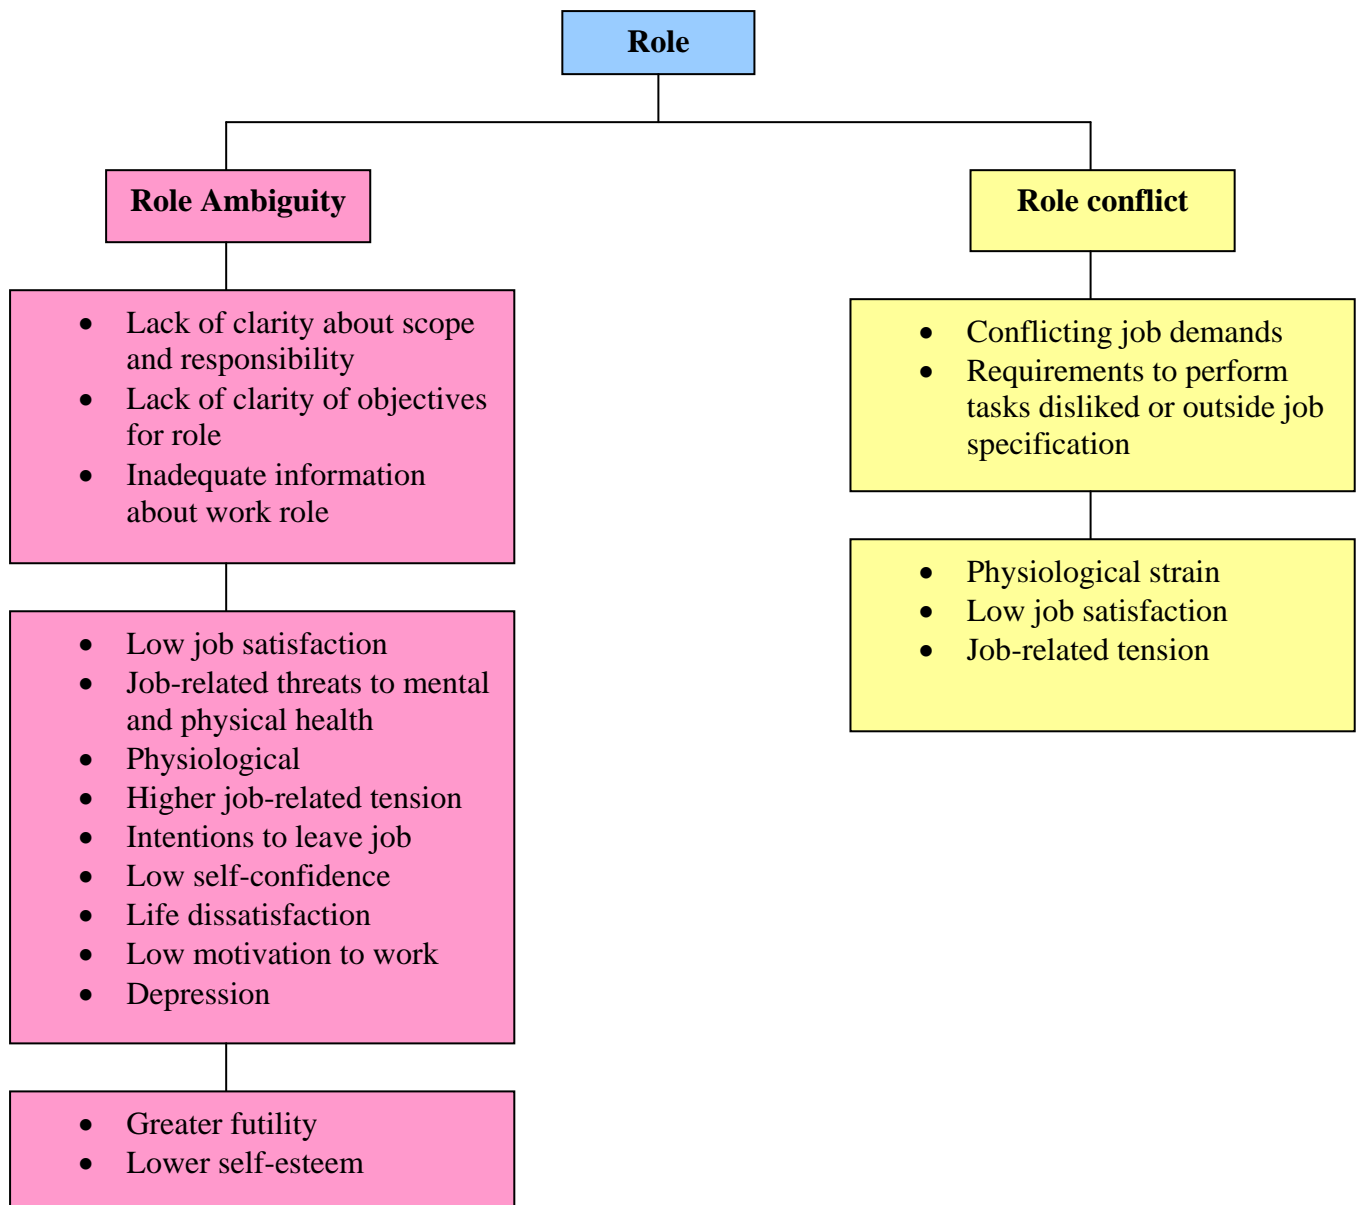 Role
Role Ambiguity
• Lack of clarity about scope
and responsibility
• Lack of clarity of objectives
for role
• Inadequate information
about work role
• Low job satisfaction
• Job-related threats to mental
and physical health
• Physiological
• Higher job-related tension
• Intentions to leave job
• Low self-confidence
• Life dissatisfaction
• Low motivation to work
• Depression
• Greater futility
• Lower self-esteem
Role conflict
• Conflicting job demands
• Requirements to perform
tasks disliked or outside job
specification
• Physiological strain
• Low job satisfaction
• Job-related tension